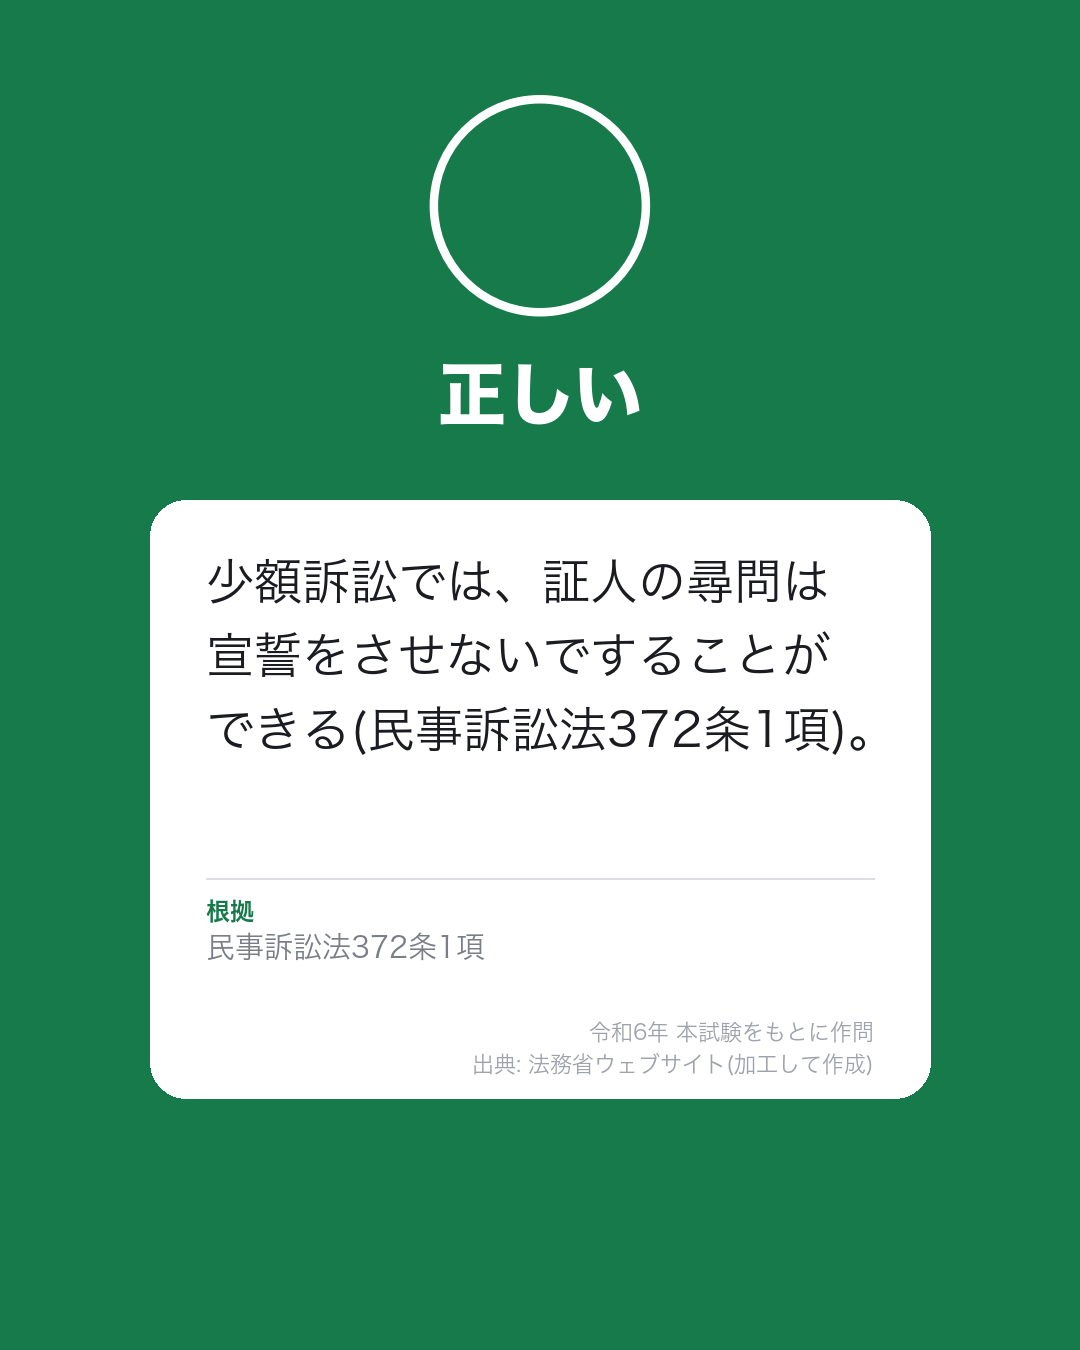 正しい
少額訴訟では、証人の尋問は
宣誓をさせないですることが
できる(民事訴訟法372条1項)。
根拠
民事訴訟法372条1項
令和6年 本試験をもとに作問
出典: 法務省ウェブサイト(加工して作成)